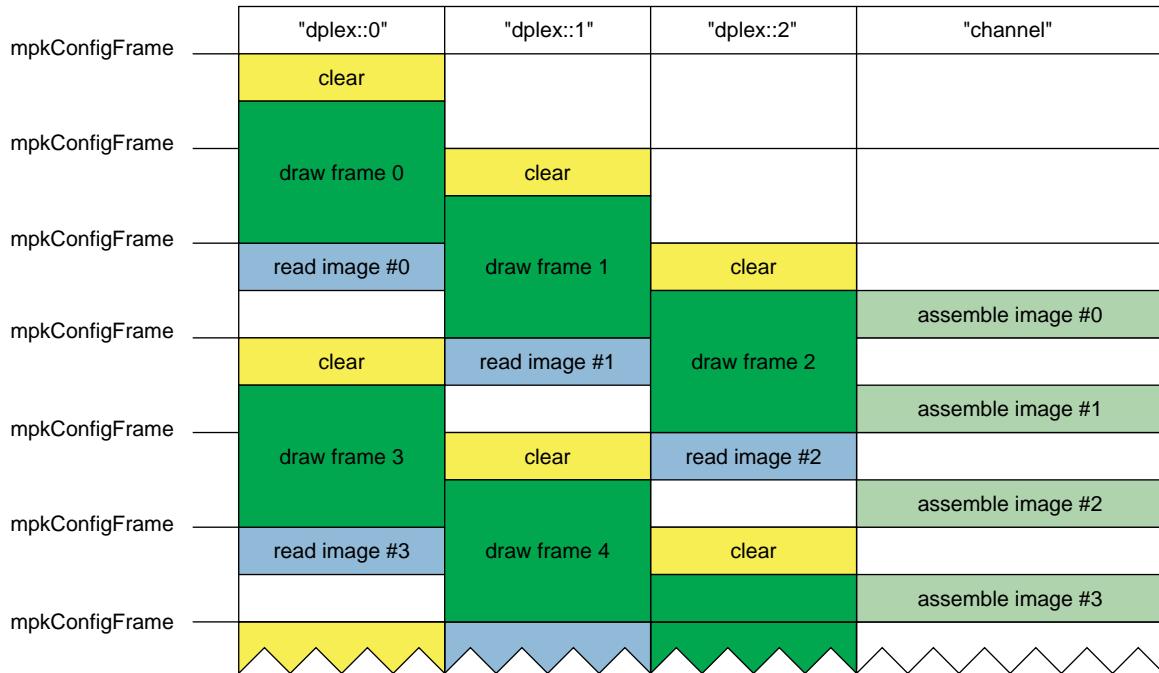 "dplex::0" "dplex::1" "dplex::2" "channel"
mpkConfigFrame
clear
mpkConfigFrame
draw frame 0 clear
mpkConfigFrame
read image #0 draw frame 1 clear
assemble image #0
mpkConfigFrame
clear read image #1 draw frame 2
assemble image #1
mpkConfigFrame
draw frame 3 clear read image #2
assemble image #2
mpkConfigFrame
read image #3 draw frame 4 clear
assemble image #3
mpkConfigFrame